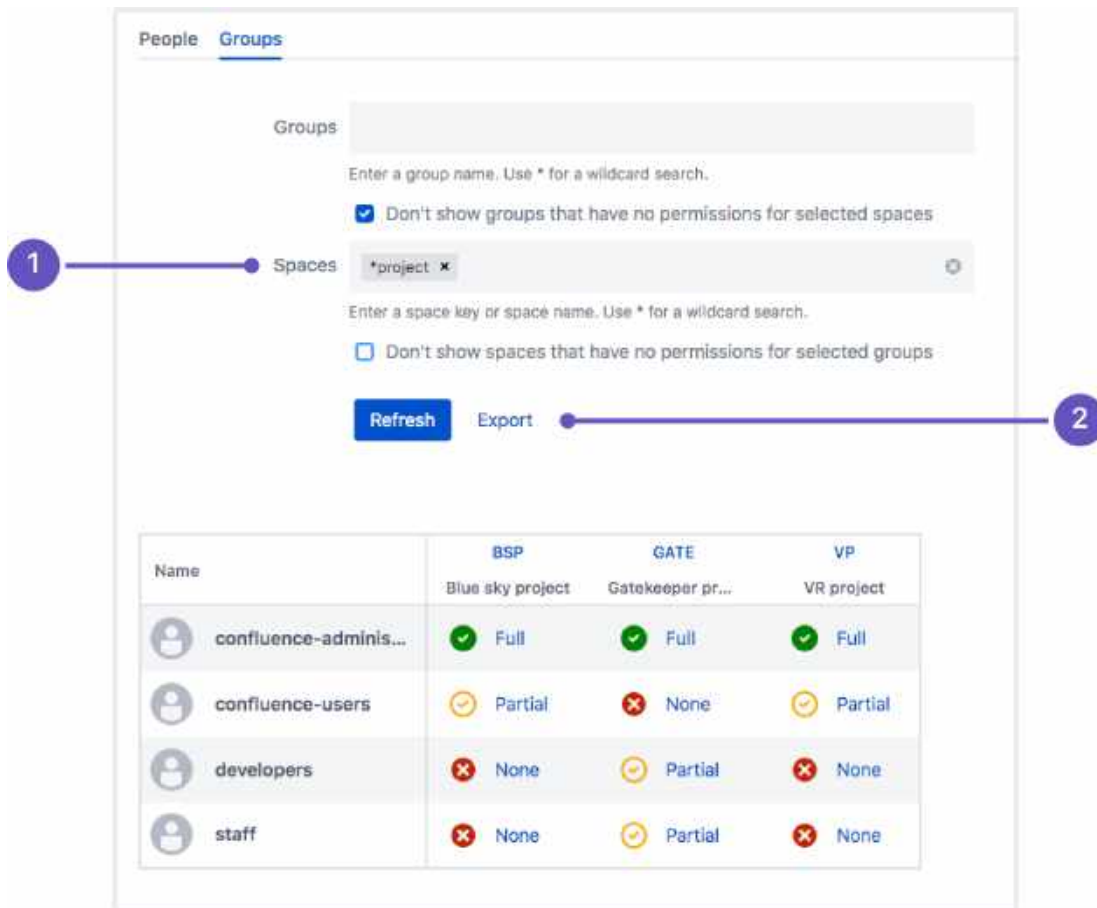 People Groups
Groups
Enter a group name. Use * for a wildcard search.
Don't show groups that have no permissions for selected spaces
1
Spaces *project ×
Enter a space key or space name. Use * for a wildcard search.
Don't show spaces that have no permissions for selected groups
Refresh Export
2
Name BSP GATE VP
Blue sky project Gatekeeper pr... VR project
confluence-adminis... Full Full Full
confluence-users Partial None Partial
developers None Partial None
staff None Partial None